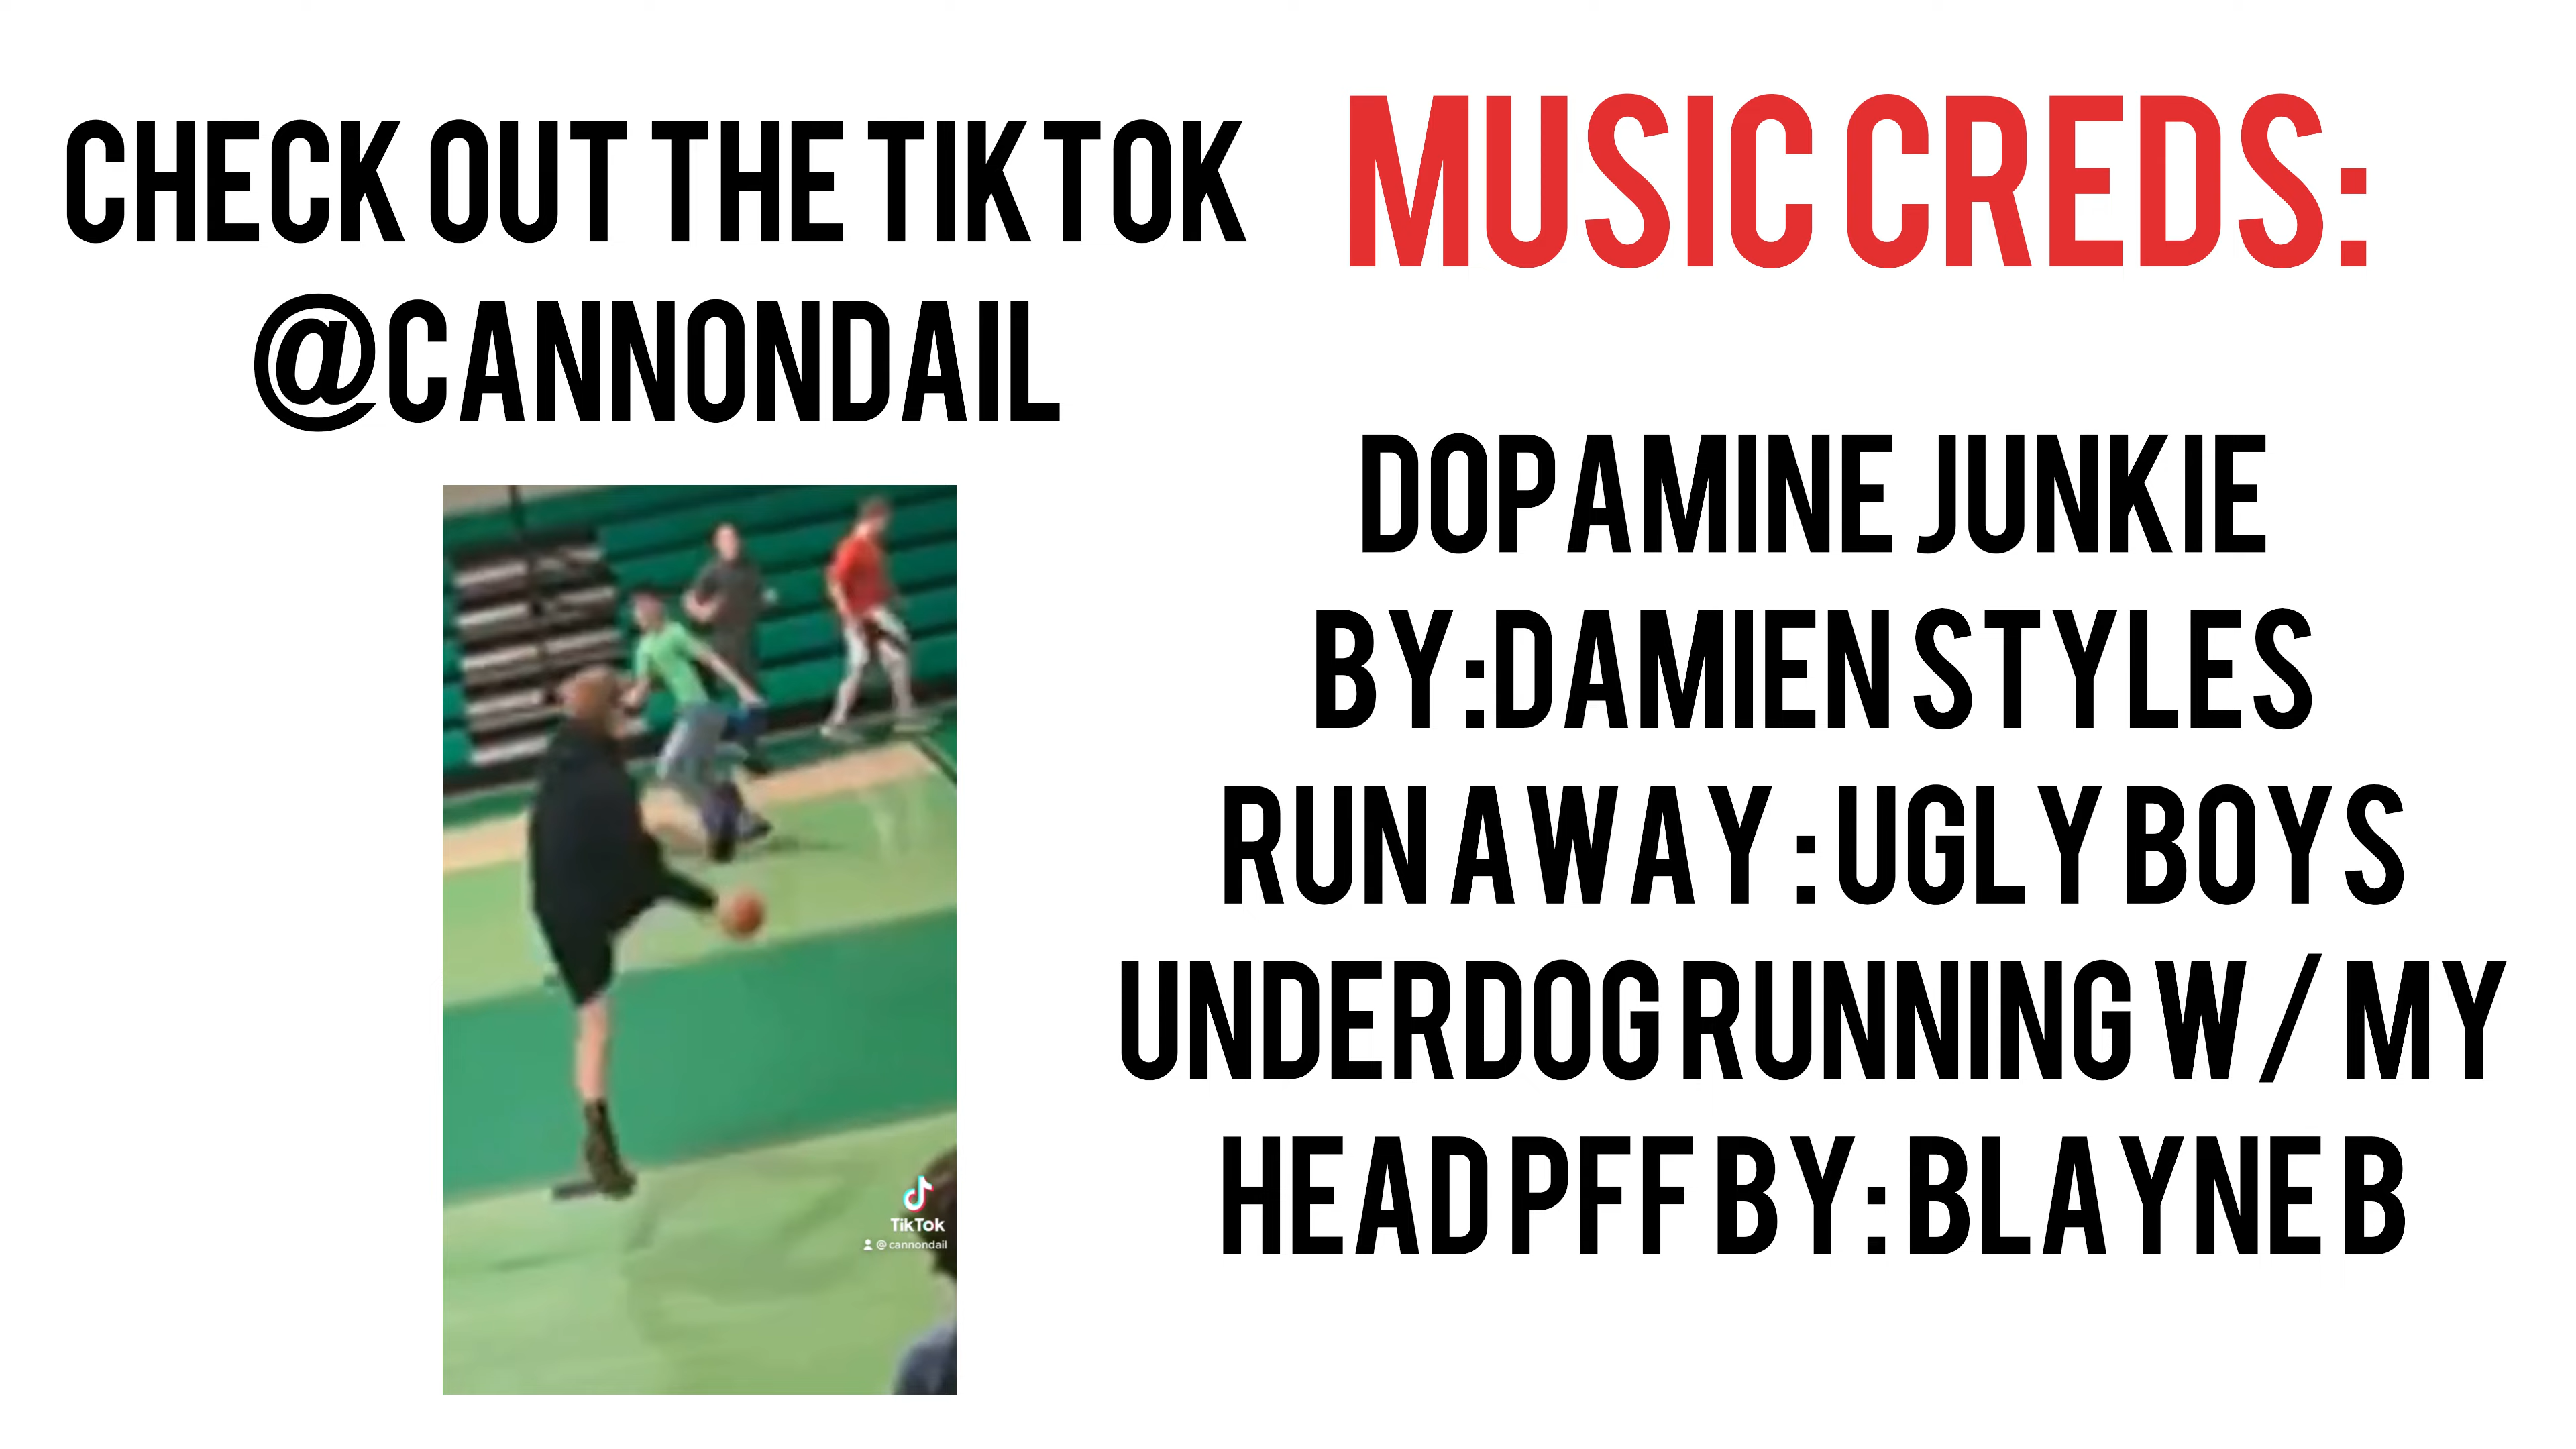 CHECK OUT THE TIKTOK
@CANNONDAIL
MUSIC CREDS:
DOPAMINE JUNKIE
BY:DAMIEN STYLES
RUN AWAY : UGLY BOYS
UNDERDOG RUNNING W/ MY
HEAD PFF BY: BLAYNE B
TikTok
@cannondail